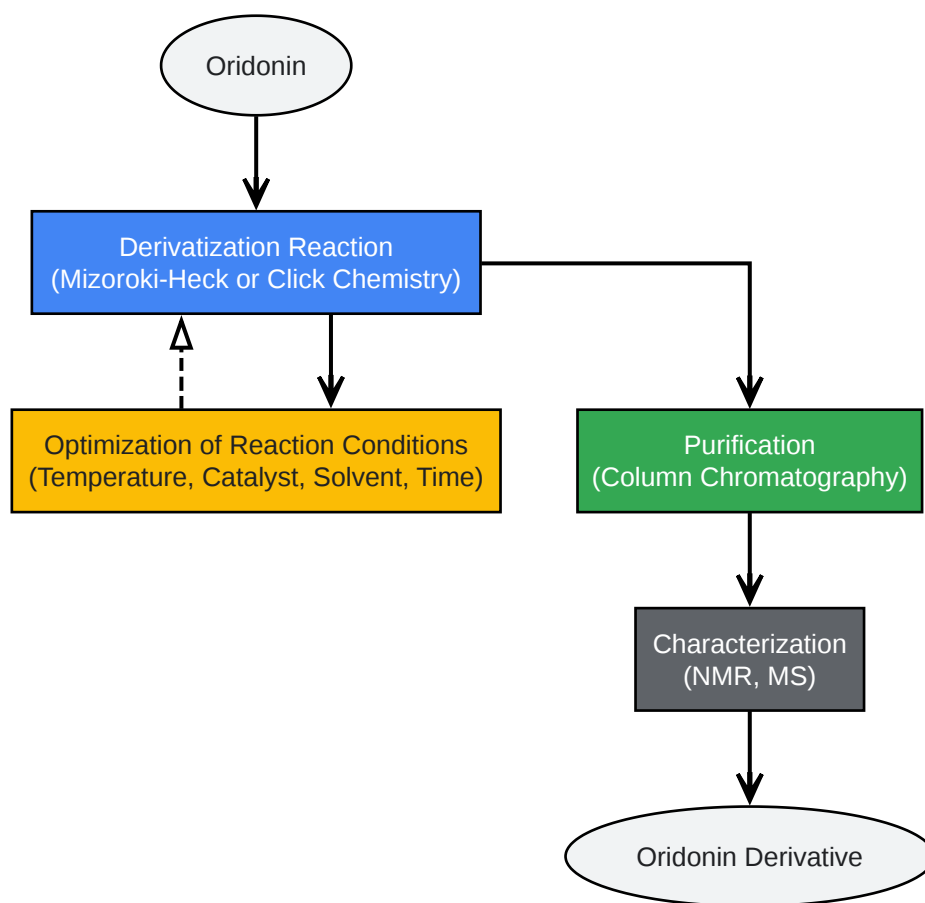 Oridonin
Derivatization Reaction
(Mizoroki-Heck or Click Chemistry)
Optimization of Reaction Conditions
(Temperature, Catalyst, Solvent, Time)
Purification
(Column Chromatography)
Characterization
(NMR, MS)
Oridonin Derivative